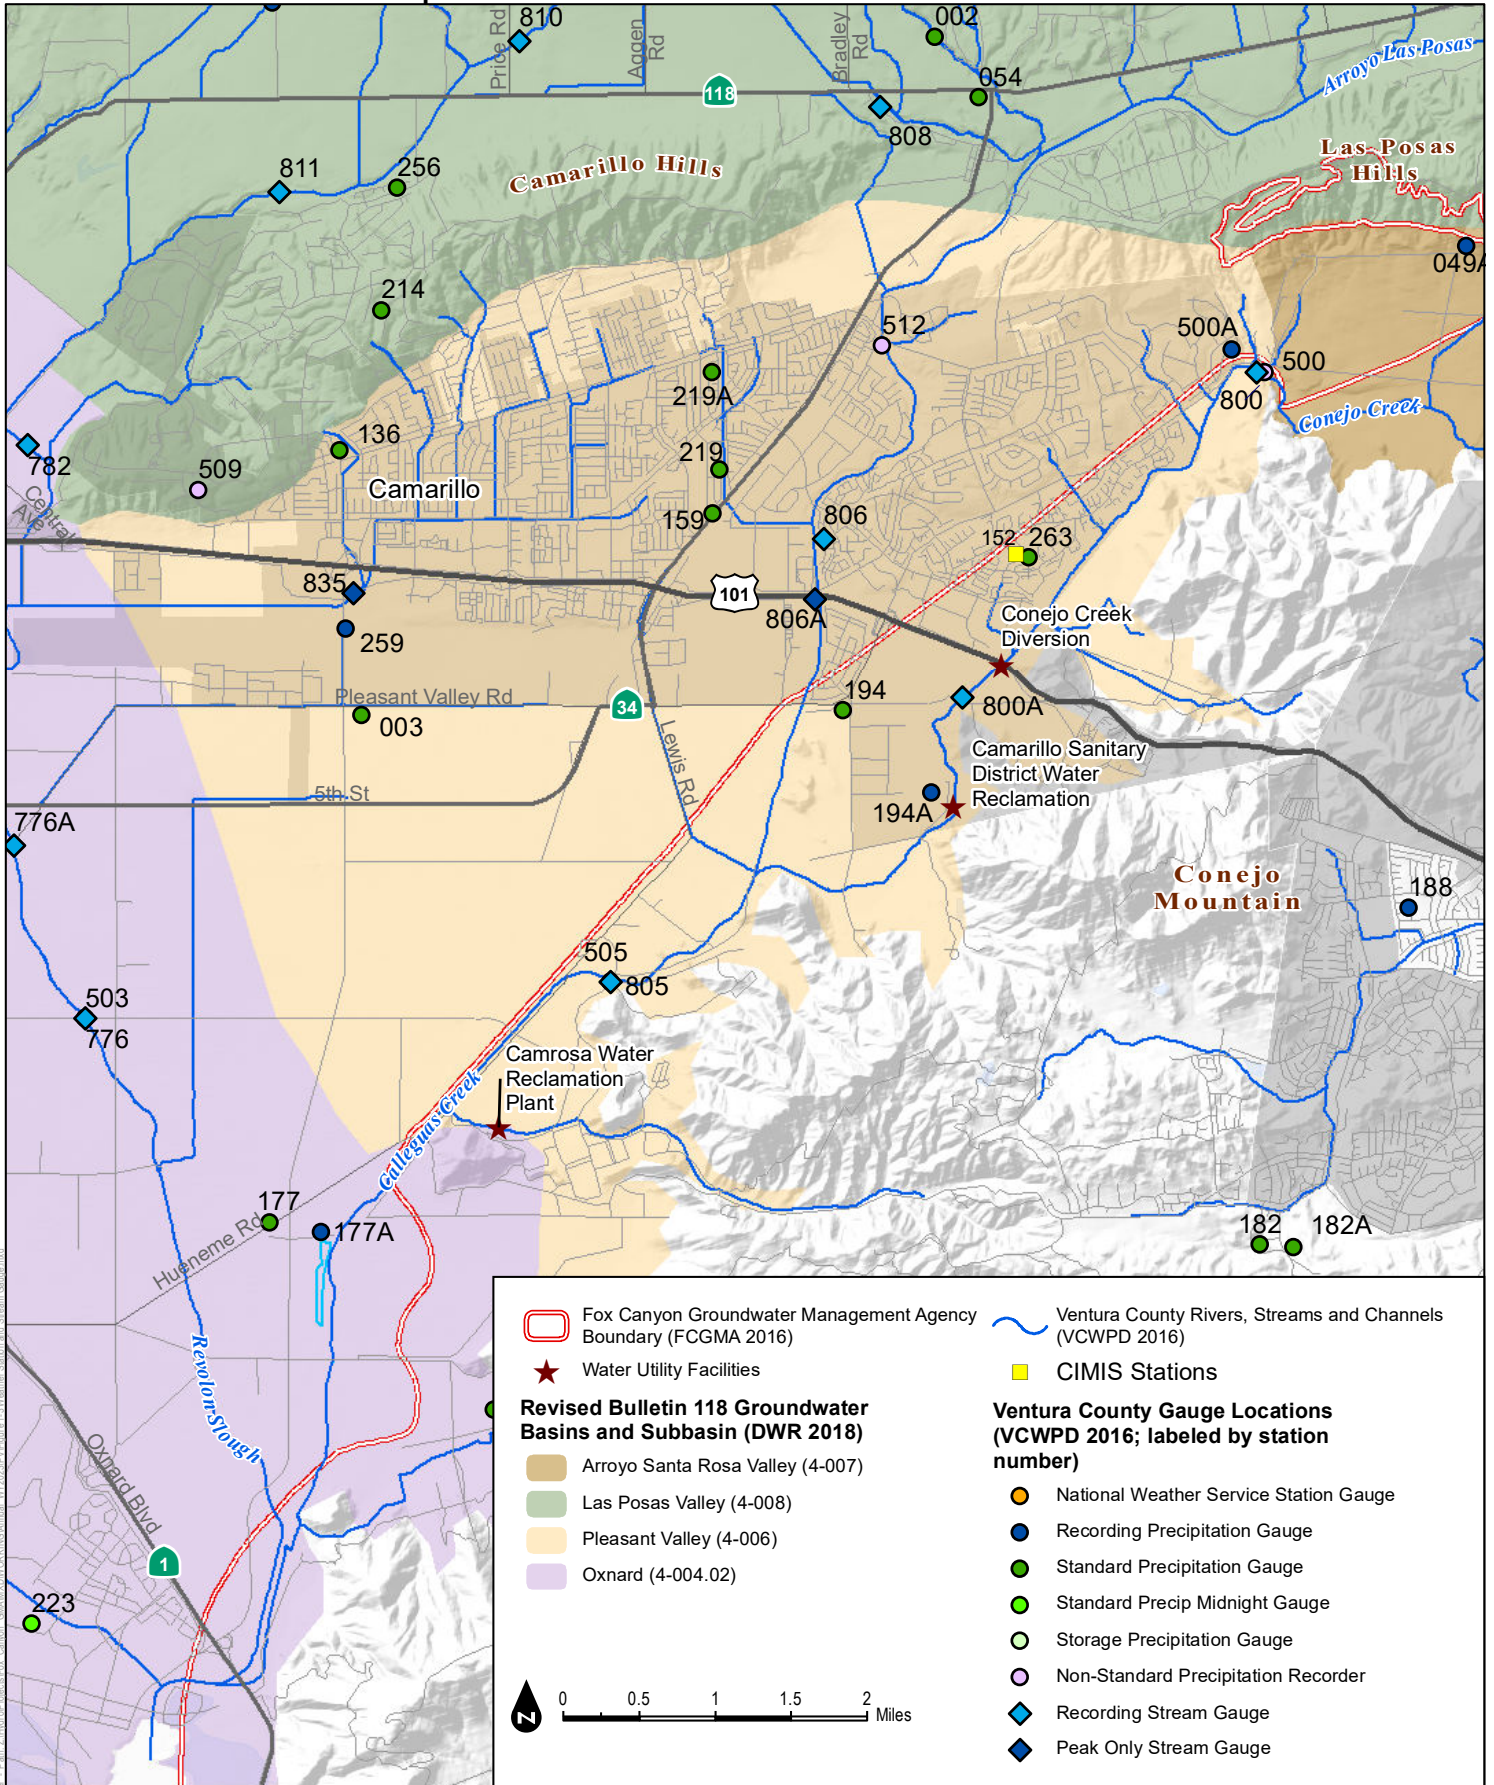 810
002
Price Rd
Aggen
Rd
Bradley
Rd
054
118
808
Arroyo Las Posas
811
256
Camarillo Hills
Las Posas
Hills
049A
214
512
500A
500
800
Conejo Creek
219A
136
782
509
Camarillo
219
Central
Ave
159
806
152
263
835
101
806A
Conejo Creek
Diversion
259
Pleasant Valley Rd
34
194
800A
003
Lewis Rd
Camarillo Sanitary
District Water
Reclamation
5th St
194A
776A
Conejo
Mountain
188
505
805
503
776
Camrosa Water
Reclamation
Plant
Calleguas Creek
177
177A
Hueneme Rd
182
182A
Revolon Slough
Oxnard Blvd
1
223
Fox Canyon Groundwater Management Agency
Boundary (FCGMA 2016)
Water Utility Facilities
Revised Bulletin 118 Groundwater
Basins and Subbasin (DWR 2018)
Arroyo Santa Rosa Valley (4-007)
Las Posas Valley (4-008)
Pleasant Valley (4-006)
Oxnard (4-004.02)
Z
0 0.5 1 1.5 2
Miles
Ventura County Rivers, Streams and Channels
(VCWPD 2016)
CIMIS Stations
Ventura County Gauge Locations
(VCWPD 2016; labeled by station
number)
National Weather Service Station Gauge
Recording Precipitation Gauge
Standard Precipitation Gauge
Standard Precip Midnight Gauge
Storage Precipitation Gauge
Non-Standard Precipitation Recorder
Recording Stream Gauge
Peak Only Stream Gauge